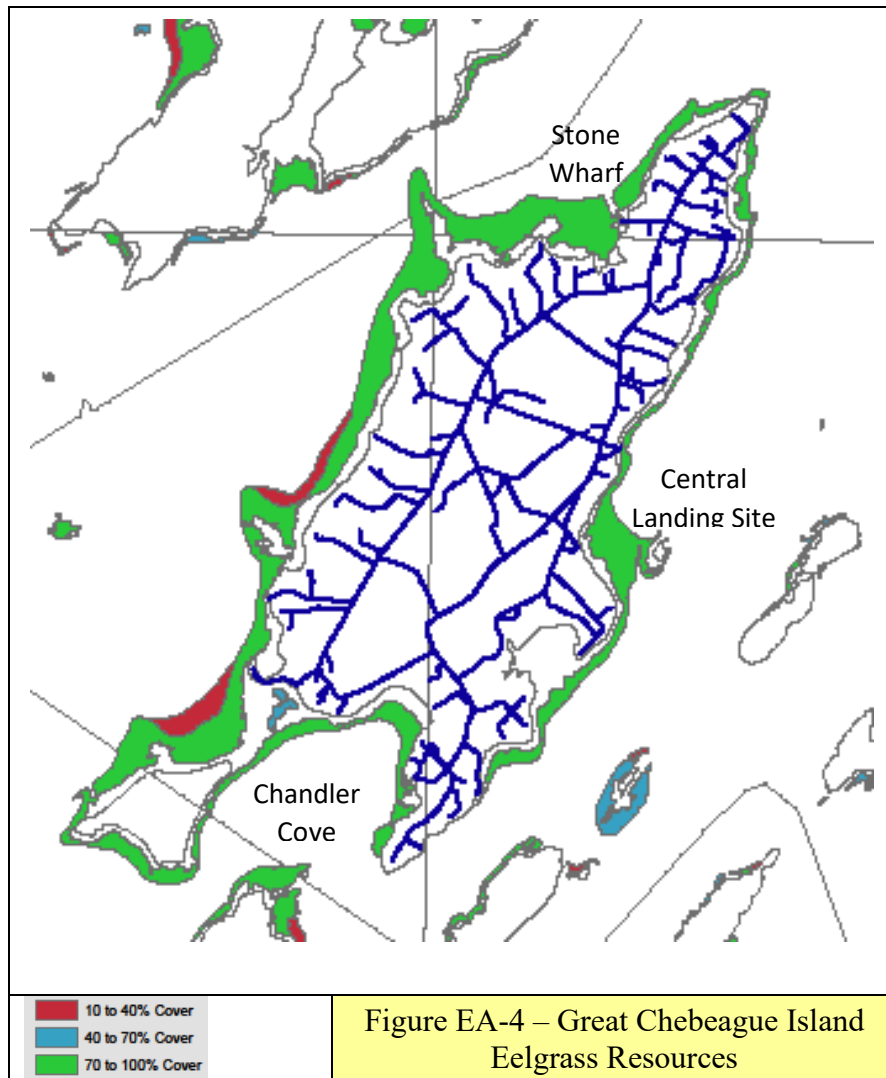 Stone
Wharf
Central
Landing Site
Chandler
Cove
10 to 40% Cover
40 to 70% Cover
70 to 100% Cover
Figure EA-4 – Great Chebeague Island
Eelgrass Resources